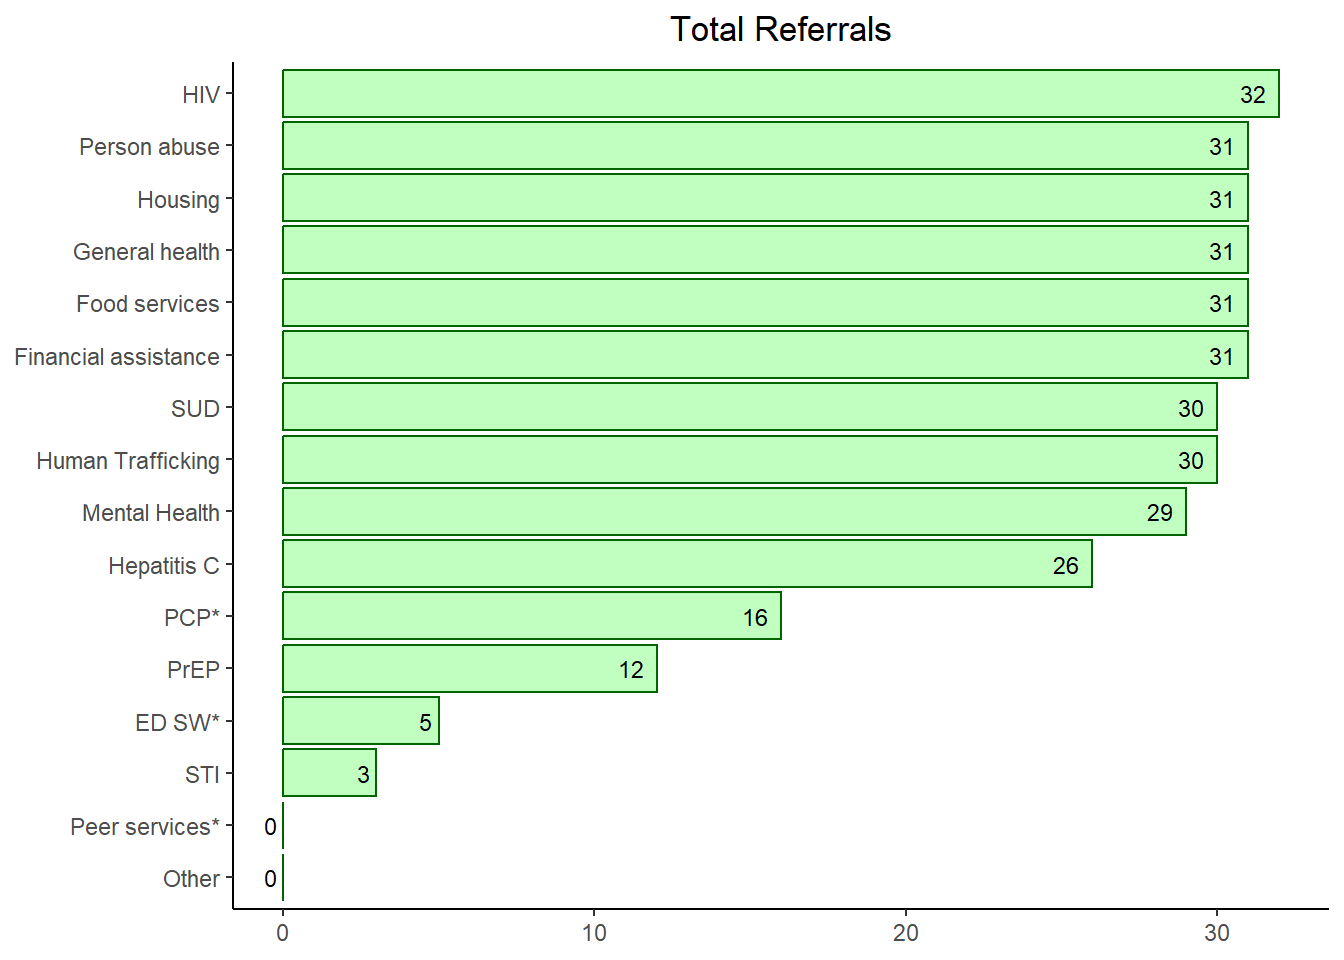 Total Referrals
HIV 32
Person abuse 31
Housing 31
General health 31
Food services 31
Financial assistance 31
SUD 30
Human Trafficking 30
Mental Health 29
Hepatitis C 26
PCP* 16
PrEP 12
ED SW* 5
STI 3
Peer services* 0
Other 0
0 10 20 30